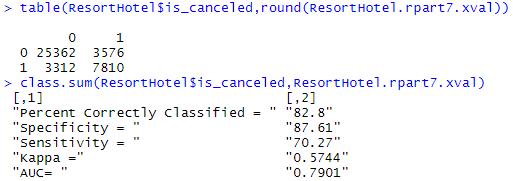 > table(ResortHotel$is_canceled,round(ResortHotel.rpart7.xval))
0 1
0 25362 3576
1 3312 7810
> class.sum(ResortHotel$is_canceled,ResortHotel.rpart7.xval)
[,1] [,2]
"Percent Correctly Classified = " "82.8"
"Specificity = " "87.61"
"Sensitivity = " "70.27"
"Kappa =" "0.5744"
"AUC= " "0.7901"